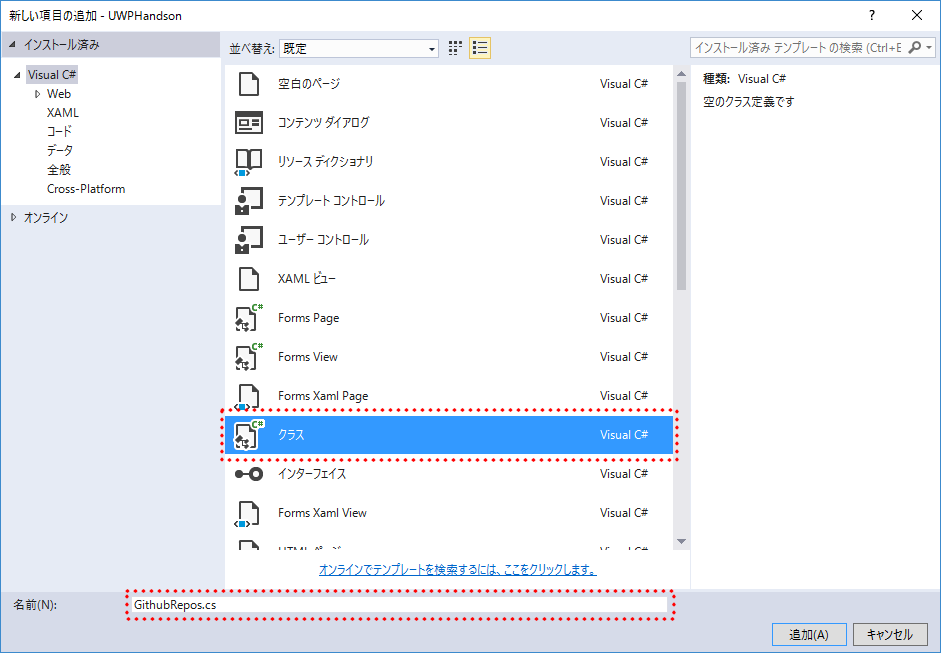 新しい項目の追加 - UWPHandson
インストール済み
並べ替え: 既定
インストール済み テンプレート の検索 (Ctrl+E
Visual C#
Web
XAML
コード
データ
全般
Cross-Platform
オンライン
空白のページ Visual C#
コンテンツ ダイアログ Visual C#
リソース ディクショナリ Visual C#
テンプレート コントロール Visual C#
ユーザー コントロール Visual C#
XAML ビュー Visual C#
Forms Page Visual C#
Forms View Visual C#
Forms Xaml Page Visual C#
クラス Visual C#
インターフェイス Visual C#
Forms Xaml View Visual C#
HTML ページ Visual C#
種類: Visual C#
空のクラス定義です
オンラインでテンプレートを検索するには、ここをクリックします。
名前(N): GithubRepos.cs
追加(A) キャンセル